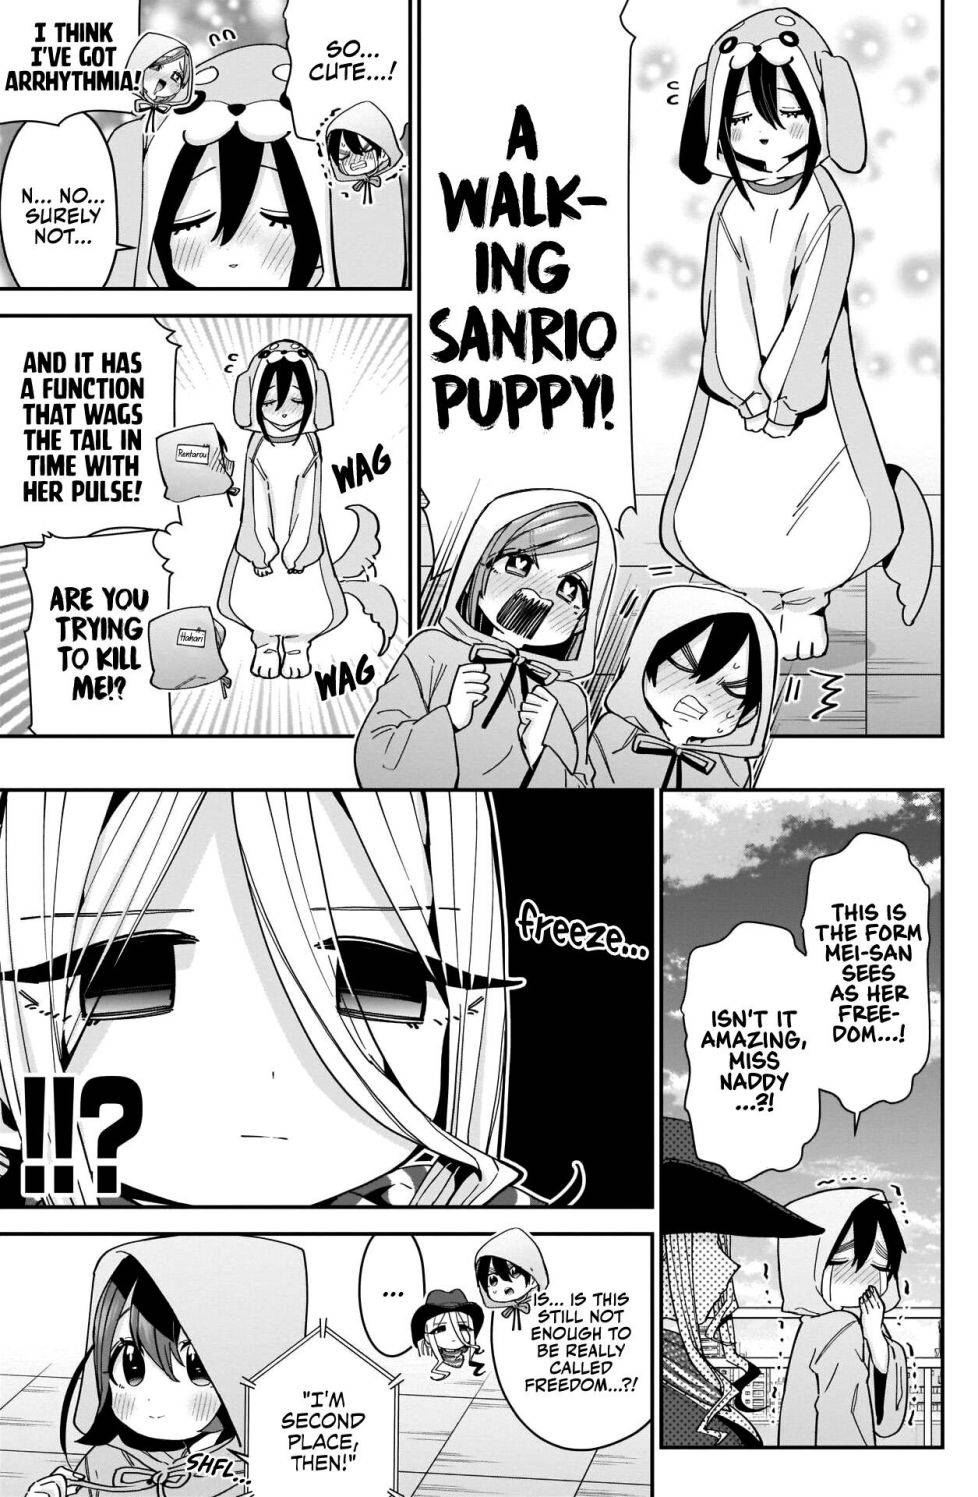 A
WALK-
ING
SANRIO
PUPPY!
SO...
CUTE...!
I THINK
I'VE GOT
ARRHYTHMIA!
N... NO...
SURELY
NOT...
AND IT HAS
A FUNCTION
THAT WAGS
THE TAIL IN
TIME WITH
HER PULSE!
Rentarou
WAG
ARE YOU
TRYING
TO KILL
ME!?
Hahari
WAG
THIS IS
THE FORM
MEI-SAN
SEES
AS HER
FREE-
DOM...!
ISN'T IT
AMAZING,
MISS
NADDY
...?!
freeze...
!!?
IS... IS THIS
STILL NOT
ENOUGH TO
BE REALLY
CALLED
FREEDOM...?!
...
"I'M
SECOND
PLACE,
THEN!"
SHFL...